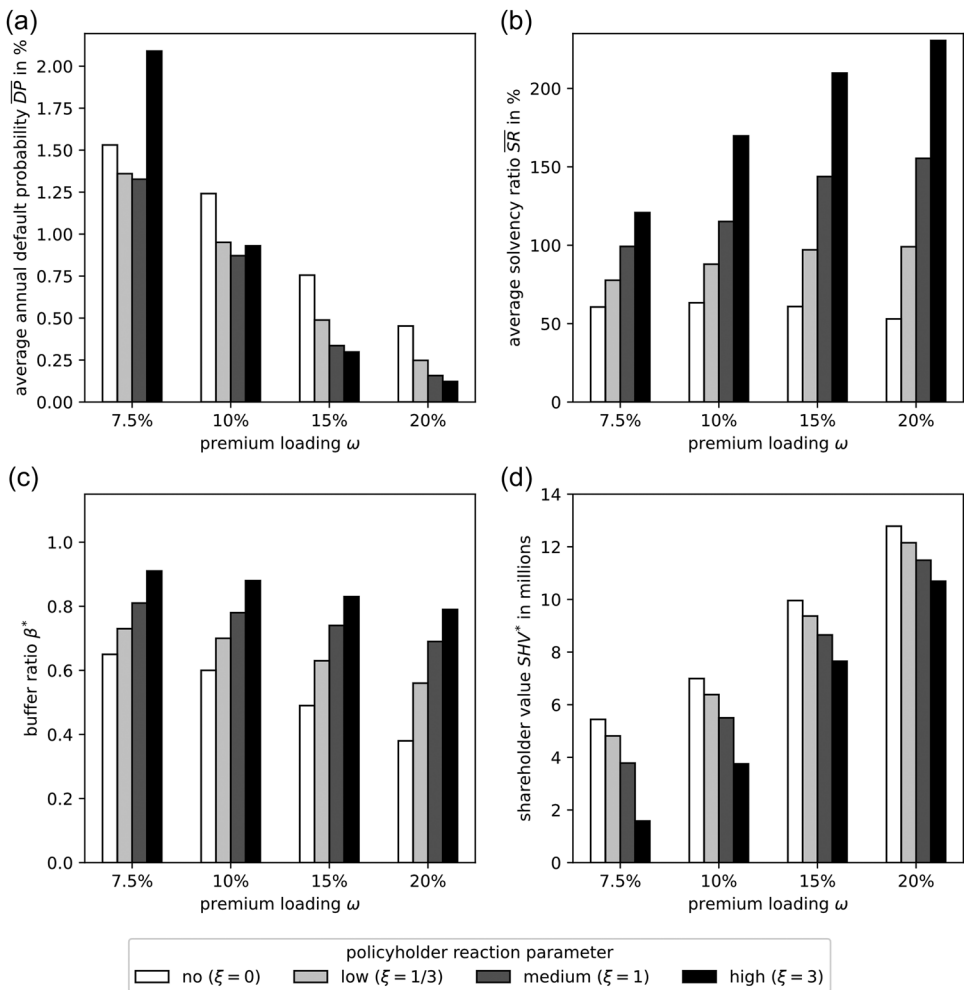 (a)
average annual default probability $\overline{DP}$ in %
2.00
1.75
1.50
1.25
1.00
0.75
0.50
0.25
0.00
7.5% 10% 15% 20%
premium loading ω
(b)
average solvency ratio $\overline{SR}$ in %
200
150
100
50
0
7.5% 10% 15% 20%
premium loading ω
(c)
buffer ratio β*
1.0
0.8
0.6
0.4
0.2
0.0
7.5% 10% 15% 20%
premium loading ω
(d)
shareholder value SHV* in millions
14
12
10
8
6
4
2
0
7.5% 10% 15% 20%
premium loading ω
policyholder reaction parameter
no (ξ = 0) low (ξ = 1/3) medium (ξ = 1) high (ξ = 3)